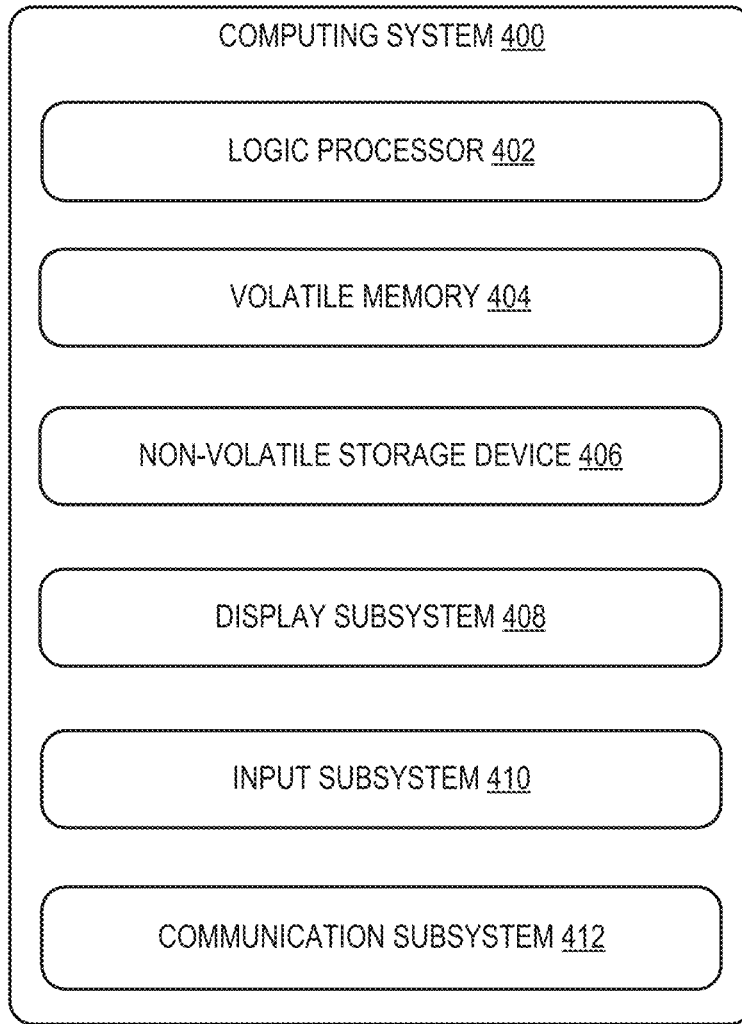 COMPUTING SYSTEM 400
LOGIC PROCESSOR 402
VOLATILE MEMORY 404
NON-VOLATILE STORAGE DEVICE 406
DISPLAY SUBSYSTEM 408
INPUT SUBSYSTEM 410
COMMUNICATION SUBSYSTEM 412